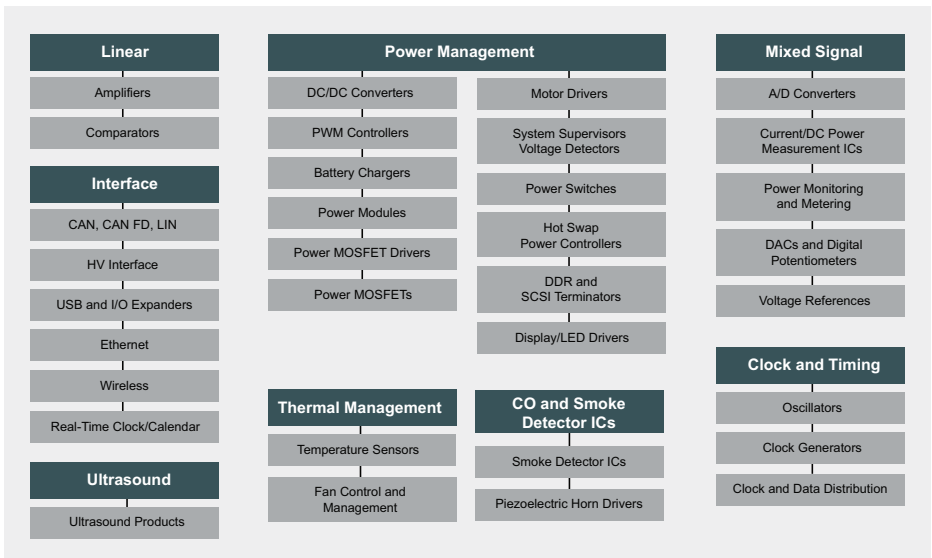 Linear
Amplifiers
Comparators
Interface
CAN, CAN FD, LIN
HV Interface
USB and I/O Expanders
Ethernet
Wireless
Real-Time Clock/Calendar
Ultrasound
Ultrasound Products
Power Management
DC/DC Converters
PWM Controllers
Battery Chargers
Power Modules
Power MOSFET Drivers
Power MOSFETs
Motor Drivers
System Supervisors
Voltage Detectors
Power Switches
Hot Swap
Power Controllers
DDR and
SCSI Terminators
Display/LED Drivers
Thermal Management
Temperature Sensors
Fan Control and
Management
CO and Smoke
Detector ICs
Smoke Detector ICs
Piezoelectric Horn Drivers
Mixed Signal
A/D Converters
Current/DC Power
Measurement ICs
Power Monitoring
and Metering
DACs and Digital
Potentiometers
Voltage References
Clock and Timing
Oscillators
Clock Generators
Clock and Data Distribution